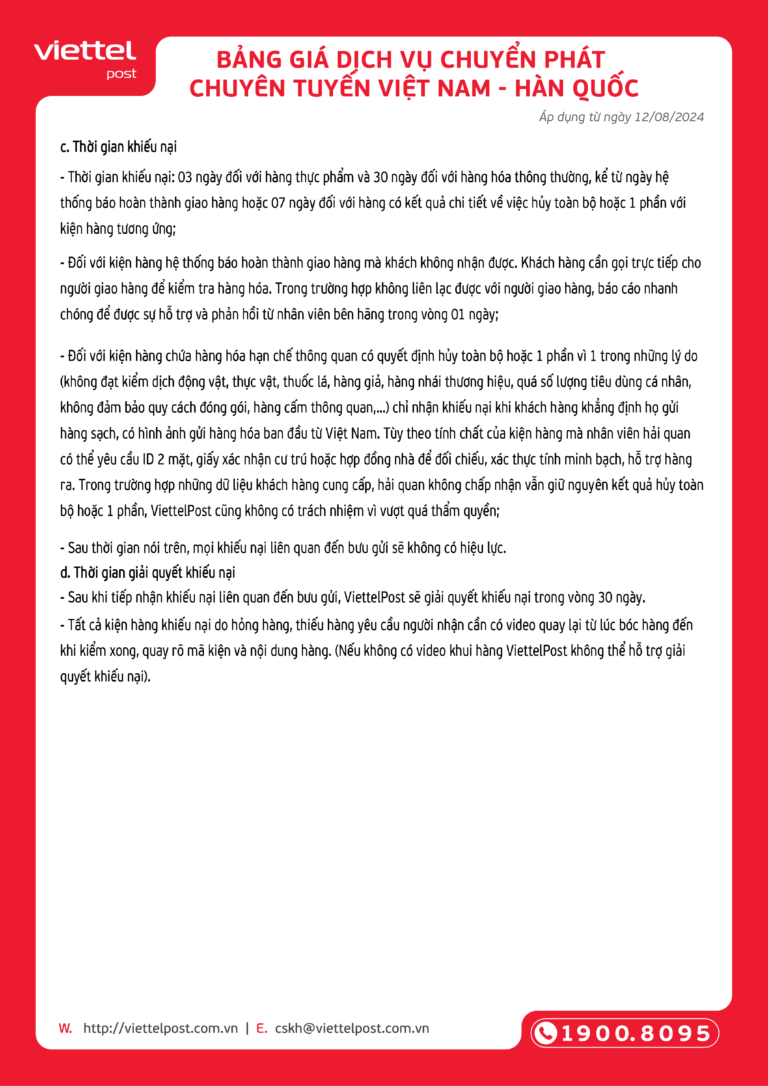 viettel
post
BẢNG GIÁ DỊCH VỤ CHUYỂN PHÁT
CHUYÊN TUYẾN VIỆT NAM - HÀN QUỐC
Áp dụng từ ngày 12/08/2024
c. Thời gian khiếu nại
- Thời gian khiếu nại: 03 ngày đối với hàng thực phẩm và 30 ngày đối với hàng hóa thông thường, kể từ ngày hệ
thống báo hoàn thành giao hàng hoặc 07 ngày đối với hàng có kết quả chi tiết về việc hủy toàn bộ hoặc 1 phần với
kiện hàng tương ứng;
- Đối với kiện hàng hệ thống báo hoàn thành giao hàng mà khách không nhận được. Khách hàng cần gọi trực tiếp cho
người giao hàng để kiểm tra hàng hóa. Trong trường hợp không liên lạc được với người giao hàng, báo cáo nhanh
chóng để được sự hỗ trợ và phản hồi từ nhân viên bên hãng trong vòng 01 ngày;
- Đối với kiện hàng chứa hàng hóa hạn chế thông quan có quyết định hủy toàn bộ hoặc 1 phần vì 1 trong những lý do
(không đạt kiểm dịch động vật, thực vật, thuốc lá, hàng giả, hàng nhái thương hiệu, quá số lượng tiêu dùng cá nhân,
không đảm bảo quy cách đóng gói, hàng cấm thông quan,...) chỉ nhận khiếu nại khi khách hàng khẳng định họ gửi
hàng sạch, có hình ảnh gửi hàng hóa ban đầu từ Việt Nam. Tùy theo tính chất của kiện hàng mà nhân viên hải quan
có thể yêu cầu ID 2 mặt, giấy xác nhận cư trú hoặc hợp đồng nhà để đối chiếu, xác thực tính minh bạch, hỗ trợ hàng
ra. Trong trường hợp những dữ liệu khách hàng cung cấp, hải quan không chấp nhận vẫn giữ nguyên kết quả hủy toàn
bộ hoặc 1 phần, ViettelPost cũng không có trách nhiệm vì vượt quá thẩm quyền;
- Sau thời gian nói trên, mọi khiếu nại liên quan đến bưu gửi sẽ không có hiệu lực.
d. Thời gian giải quyết khiếu nại
- Sau khi tiếp nhận khiếu nại liên quan đến bưu gửi, ViettelPost sẽ giải quyết khiếu nại trong vòng 30 ngày.
- Tất cả kiện hàng khiếu nại do hỏng hàng, thiếu hàng yêu cầu người nhận cần có video quay lại từ lúc bóc hàng đến
khi kiểm xong, quay rõ mã kiện và nội dung hàng. (Nếu không có video khui hàng ViettelPost không thể hỗ trợ giải
quyết khiếu nại).
W. http://viettelpost.com.vn | E. cskh@viettelpost.com.vn
1900.8095